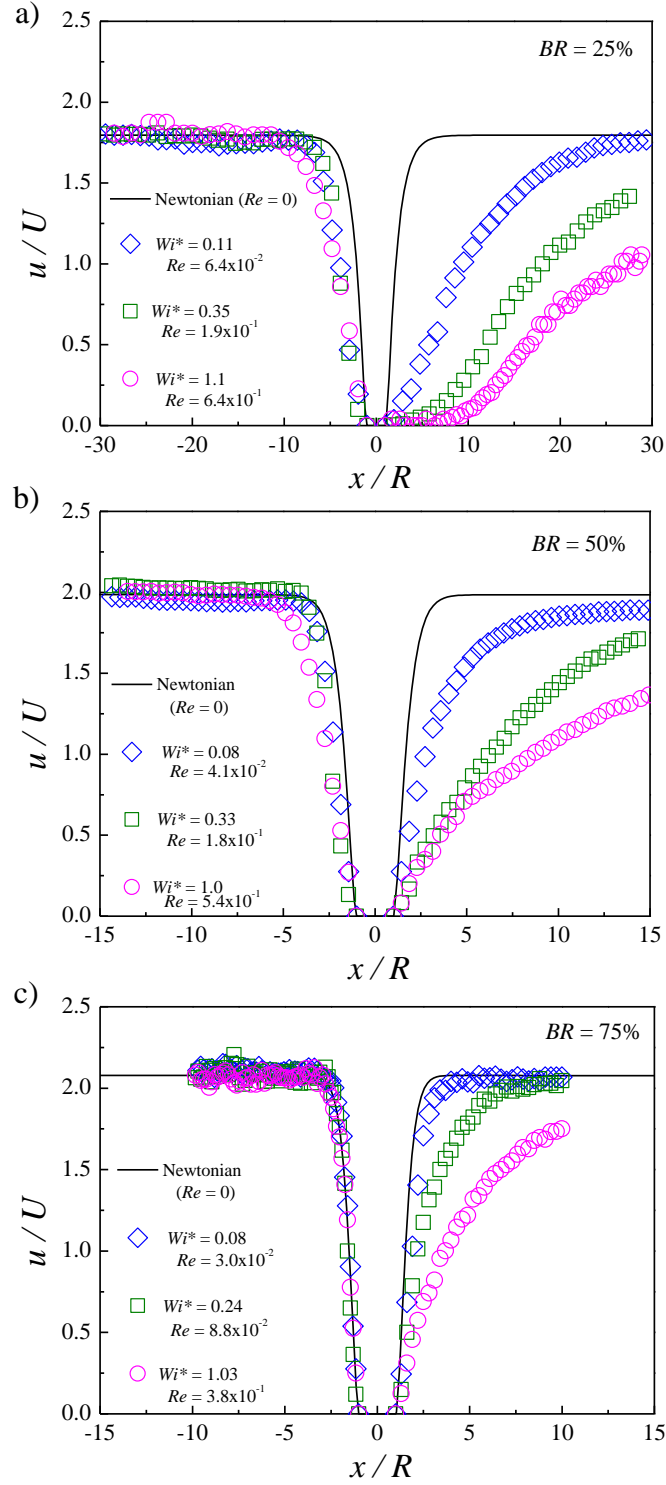 a)
BR = 25%
2.5
2.0
1.5
1.0
0.5
0.0
u / U
Newtonian (Re = 0)
Wi* = 0.11
Re = 6.4x10⁻²
Wi* = 0.35
Re = 1.9x10⁻¹
Wi* = 1.1
Re = 6.4x10⁻¹
-30 -20 -10 0 10 20 30
x / R
b)
BR = 50%
2.5
2.0
1.5
1.0
0.5
0.0
u / U
Newtonian
(Re = 0)
Wi* = 0.08
Re = 4.1x10⁻²
Wi* = 0.33
Re = 1.8x10⁻¹
Wi* = 1.0
Re = 5.4x10⁻¹
-15 -10 -5 0 5 10 15
x / R
c)
BR = 75%
2.5
2.0
1.5
1.0
0.5
0.0
u / U
Newtonian
(Re = 0)
Wi* = 0.08
Re = 3.0x10⁻²
Wi* = 0.24
Re = 8.8x10⁻²
Wi* = 1.03
Re = 3.8x10⁻¹
-15 -10 -5 0 5 10 15
x / R